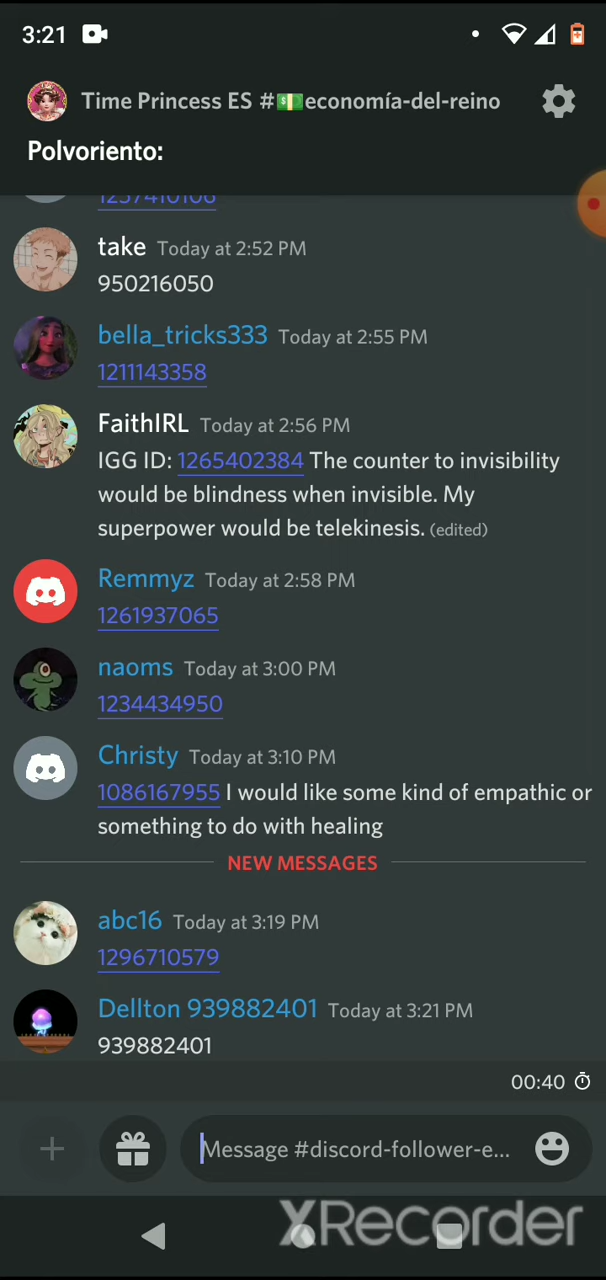 3:21
Time Princess ES #💵economía-del-reino
Polvoriento:
1257410106
take Today at 2:52 PM
950216050
bella_tricks333 Today at 2:55 PM
1211143358
FaithIRL Today at 2:56 PM
IGG ID: 1265402384 The counter to invisibility
would be blindness when invisible. My
superpower would be telekinesis. (edited)
Remmyz Today at 2:58 PM
1261937065
naoms Today at 3:00 PM
1234434950
Christy Today at 3:10 PM
1086167955 I would like some kind of empathic or
something to do with healing
NEW MESSAGES
abc16 Today at 3:19 PM
1296710579
Dellton 939882401 Today at 3:21 PM
939882401
00:40
Message #discord-follower-e...
XRecorder